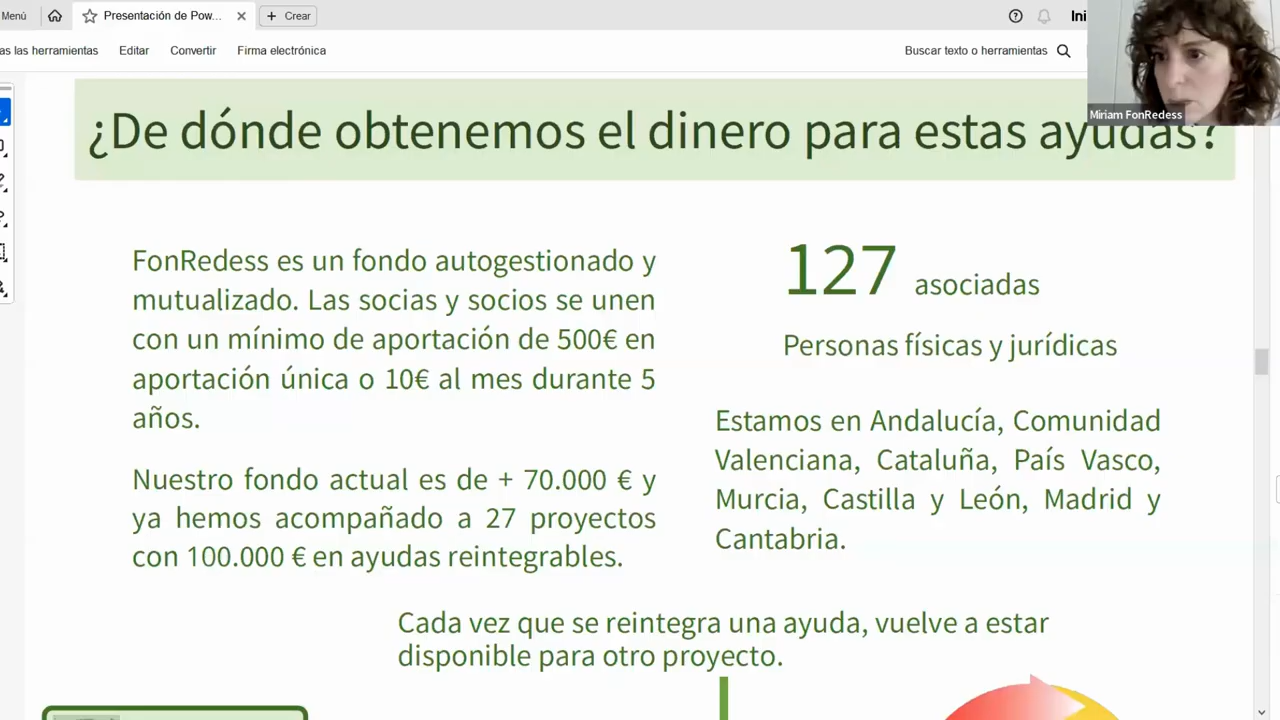 Menú
Presentación de Pow...
Crear
Ini
as las herramientas
Editar
Convertir
Firma electrónica
Buscar texto o herramientas
Miriam FonRedess
¿De dónde obtenemos el dinero para estas ayudas?
FonRedess es un fondo autogestionado y
mutualizado. Las socias y socios se unen
con un mínimo de aportación de 500€ en
aportación única o 10€ al mes durante 5
años.
Nuestro fondo actual es de + 70.000 € y
ya hemos acompañado a 27 proyectos
con 100.000 € en ayudas reintegrables.
127 asociadas
Personas físicas y jurídicas
Estamos en Andalucía, Comunidad
Valenciana, Cataluña, País Vasco,
Murcia, Castilla y León, Madrid y
Cantabria.
Cada vez que se reintegra una ayuda, vuelve a estar
disponible para otro proyecto.